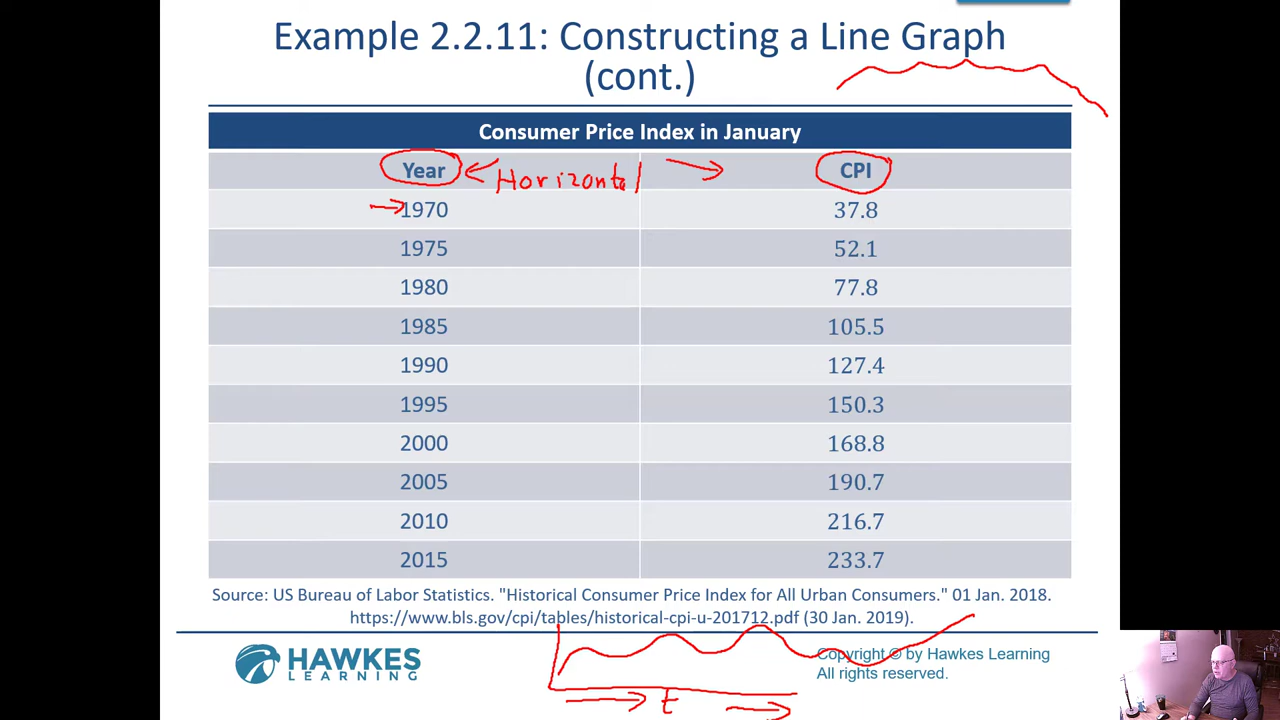 Example 2.2.11: Constructing a Line Graph
(cont.)
Consumer Price Index in January
Year ← Horizontal → CPI
→ 1970 37.8
1975 52.1
1980 77.8
1985 105.5
1990 127.4
1995 150.3
2000 168.8
2005 190.7
2010 216.7
2015 233.7
Source: US Bureau of Labor Statistics. "Historical Consumer Price Index for All Urban Consumers." 01 Jan. 2018.
https://www.bls.gov/cpi/tables/historical-cpi-u-201712.pdf (30 Jan. 2019).
HAWKES
LEARNING
Copyright © by Hawkes Learning
All rights reserved.
t